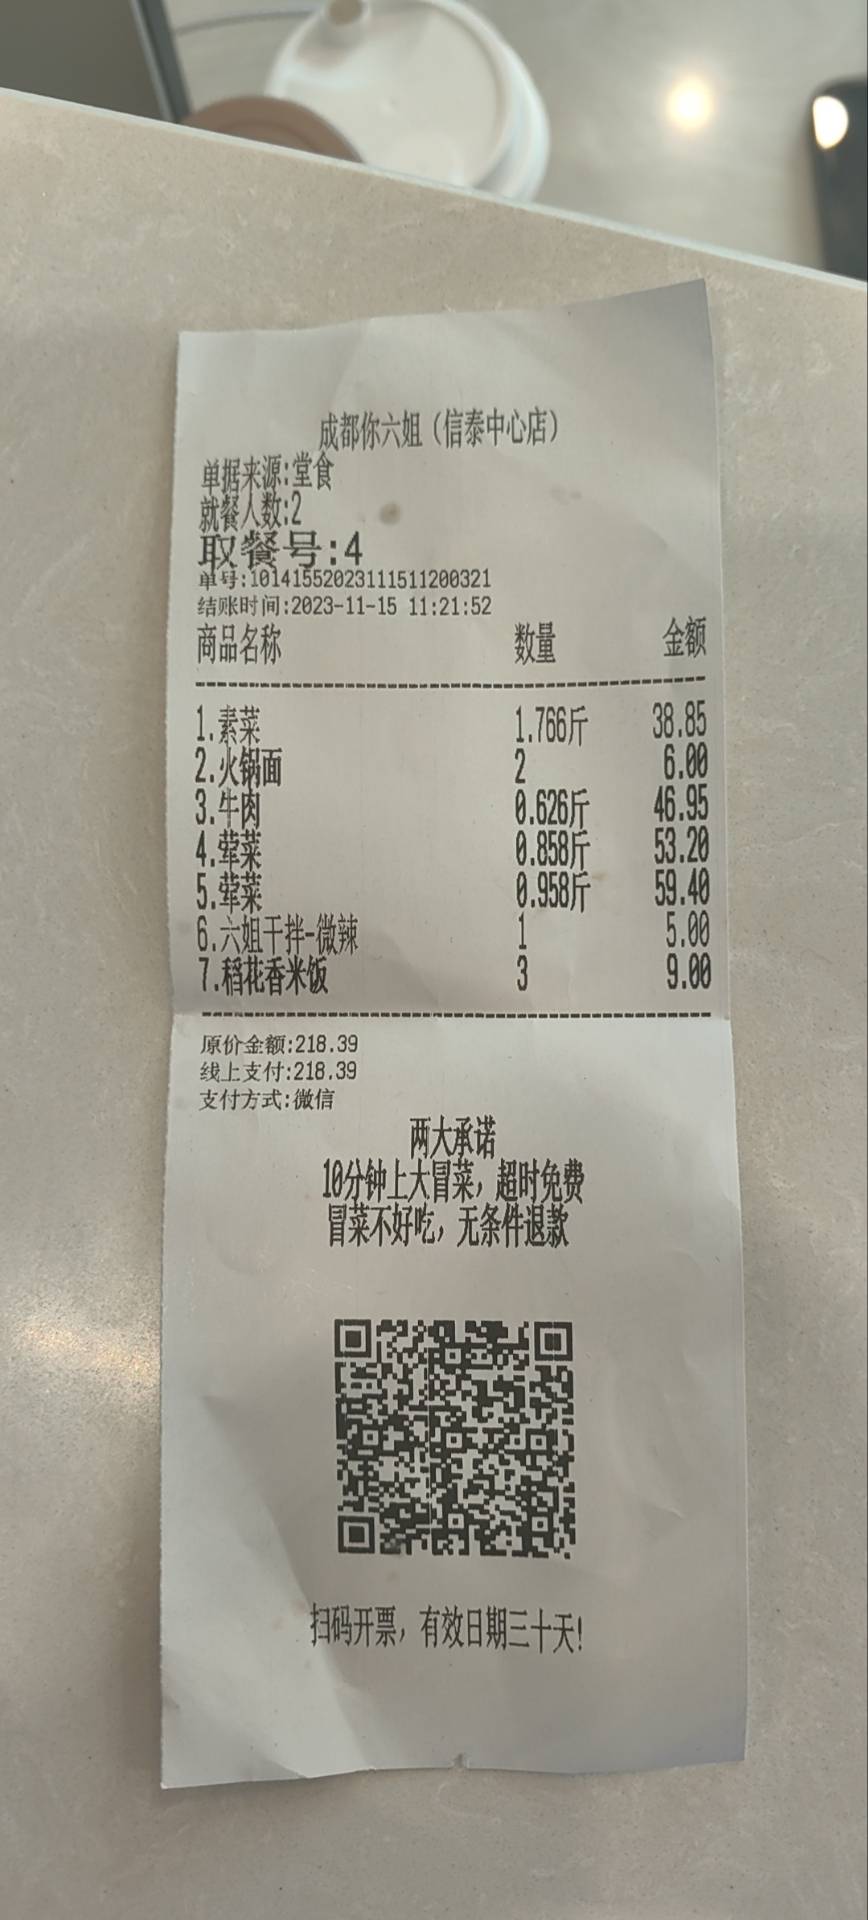 成都你六姐（信泰中心店）
单据来源:堂食
就餐人数:2
取餐号:4
单号:10141552023111511200321
结账时间:2023-11-15 11:21:52
商品名称 数量 金额
1.素菜 1.766斤 38.85
2.火锅面 2 6.00
3.牛肉 0.626斤 46.95
4.荤菜 0.858斤 53.20
5.荤菜 0.958斤 59.40
6.六姐干拌-微辣 1 5.00
7.稻花香米饭 3 9.00
原价金额:218.39
线上支付:218.39
支付方式:微信
两大承诺
10分钟上大冒菜，超时免费
冒菜不好吃，无条件退款
扫码开票，有效日期三十天!